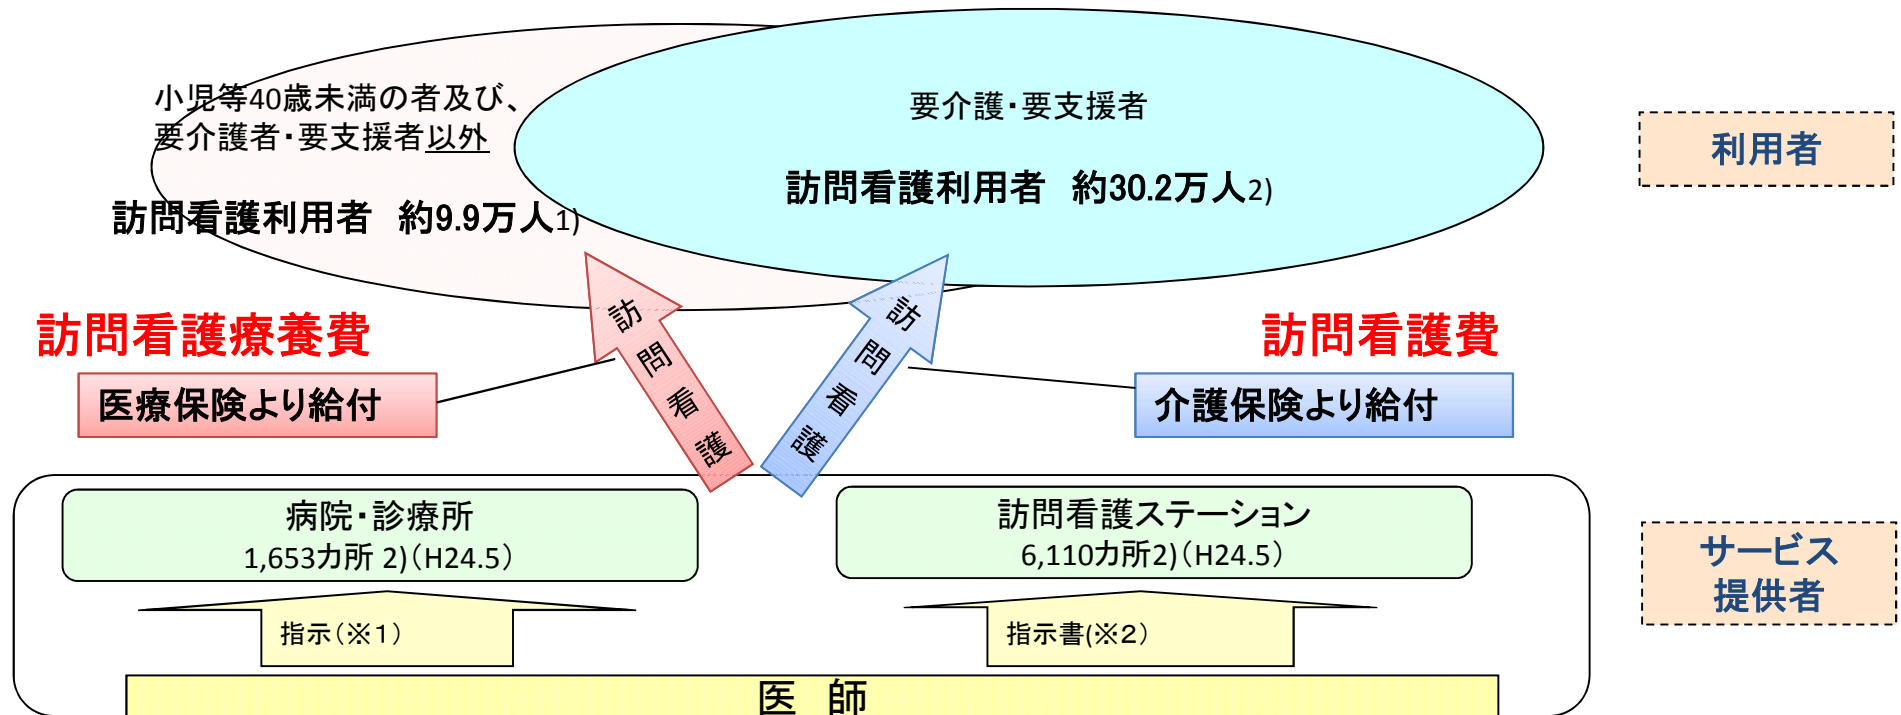 小児等40歳未満の者及び、
要介護者・要支援者以外
訪問看護利用者　約9.9万人1)
要介護・要支援者
訪問看護利用者　約30.2万人2)
利用者
訪問看護療養費
医療保険より給付
訪問看護
訪問看護
訪問看護費
介護保険より給付
病院・診療所
1,653カ所 2)（H24.5）
訪問看護ステーション
6,110カ所2)（H24.5）
サービス
提供者
指示（※１）
指示書(※２）
医　師